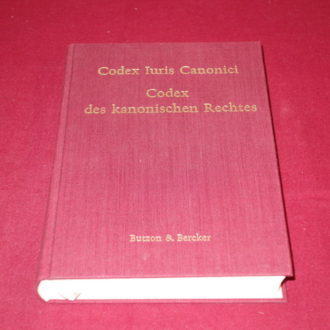 Codex Iuris Canonici
Codex
des kanonischen Rechtes
Butzon & Bercker